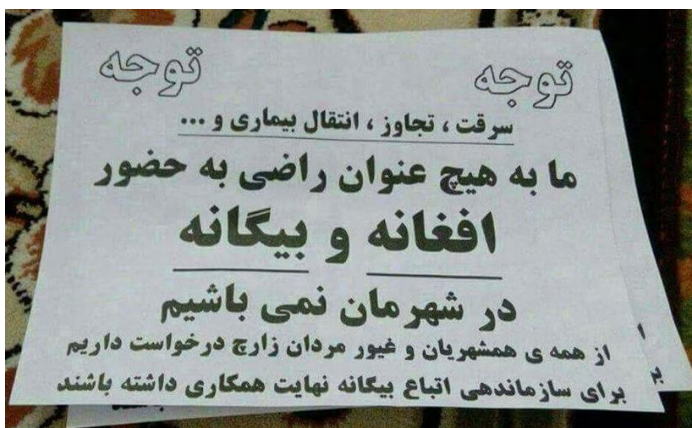 توجه توجه
سرقت ، تجاوز ، انتقال بیماری و ...
ما به هیچ عنوان راضی به حضور
افغانه و بیگانه
در شهرمان نمی باشیم
از همه ی همشهریان و غیور مردان زارچ درخواست داریم
برای سازماندهی اتباع بیگانه نهایت همکاری داشته باشند